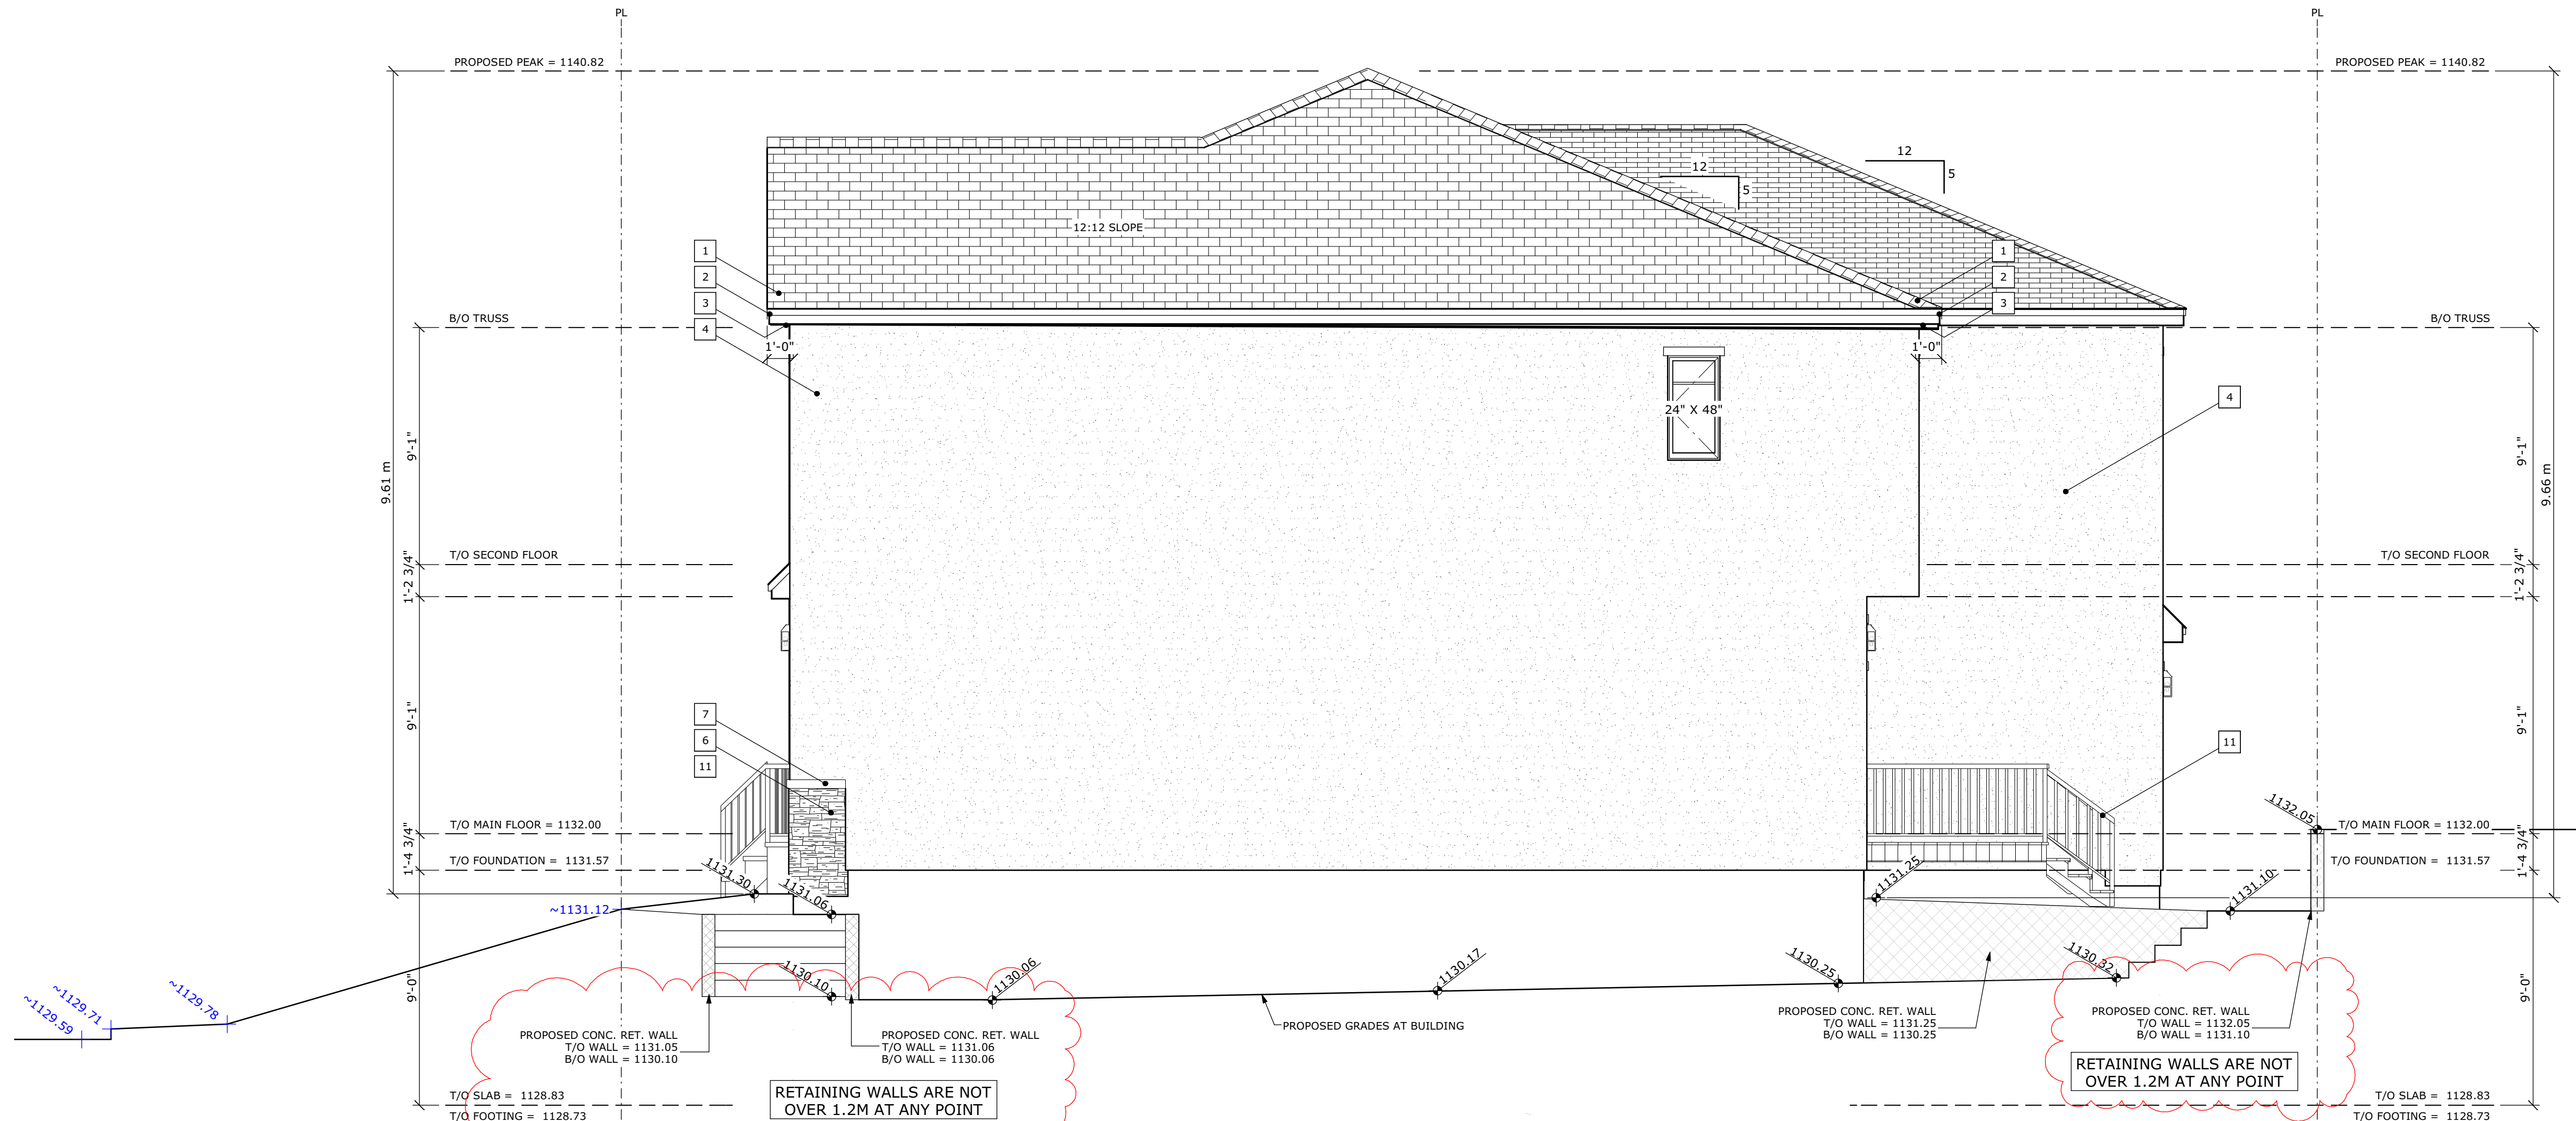 PL
PL
PROPOSED PEAK = 1140.82
PROPOSED PEAK = 1140.82
12
5
12
5
12:12 SLOPE
1
2
3
4
1
2
3
B/O TRUSS
B/O TRUSS
1'-0"
1'-0"
24" X 48"
4
9'-1"
9.61 m
9'-1"
9.66 m
T/O SECOND FLOOR
T/O SECOND FLOOR
1'-2 3/4"
1'-2 3/4"
9'-1"
9'-1"
7
6
11
11
1132.05
T/O MAIN FLOOR = 1132.00
T/O MAIN FLOOR = 1132.00
1'-4 3/4"
1'-4 3/4"
T/O FOUNDATION = 1131.57
T/O FOUNDATION = 1131.57
1131.30
1131.06
1131.25
1131.10
~1131.12
1130.10
1130.06
1130.17
1130.25
1130.32
~1129.59
~1129.71
~1129.78
9'-0"
9'-0"
PROPOSED CONC. RET. WALL
T/O WALL = 1131.05
B/O WALL = 1130.10
PROPOSED CONC. RET. WALL
T/O WALL = 1131.06
B/O WALL = 1130.06
PROPOSED GRADES AT BUILDING
PROPOSED CONC. RET. WALL
T/O WALL = 1131.25
B/O WALL = 1130.25
PROPOSED CONC. RET. WALL
T/O WALL = 1132.05
B/O WALL = 1131.10
RETAINING WALLS ARE NOT
OVER 1.2M AT ANY POINT
RETAINING WALLS ARE NOT
OVER 1.2M AT ANY POINT
T/O SLAB = 1128.83
T/O SLAB = 1128.83
T/O FOOTING = 1128.73
T/O FOOTING = 1128.73